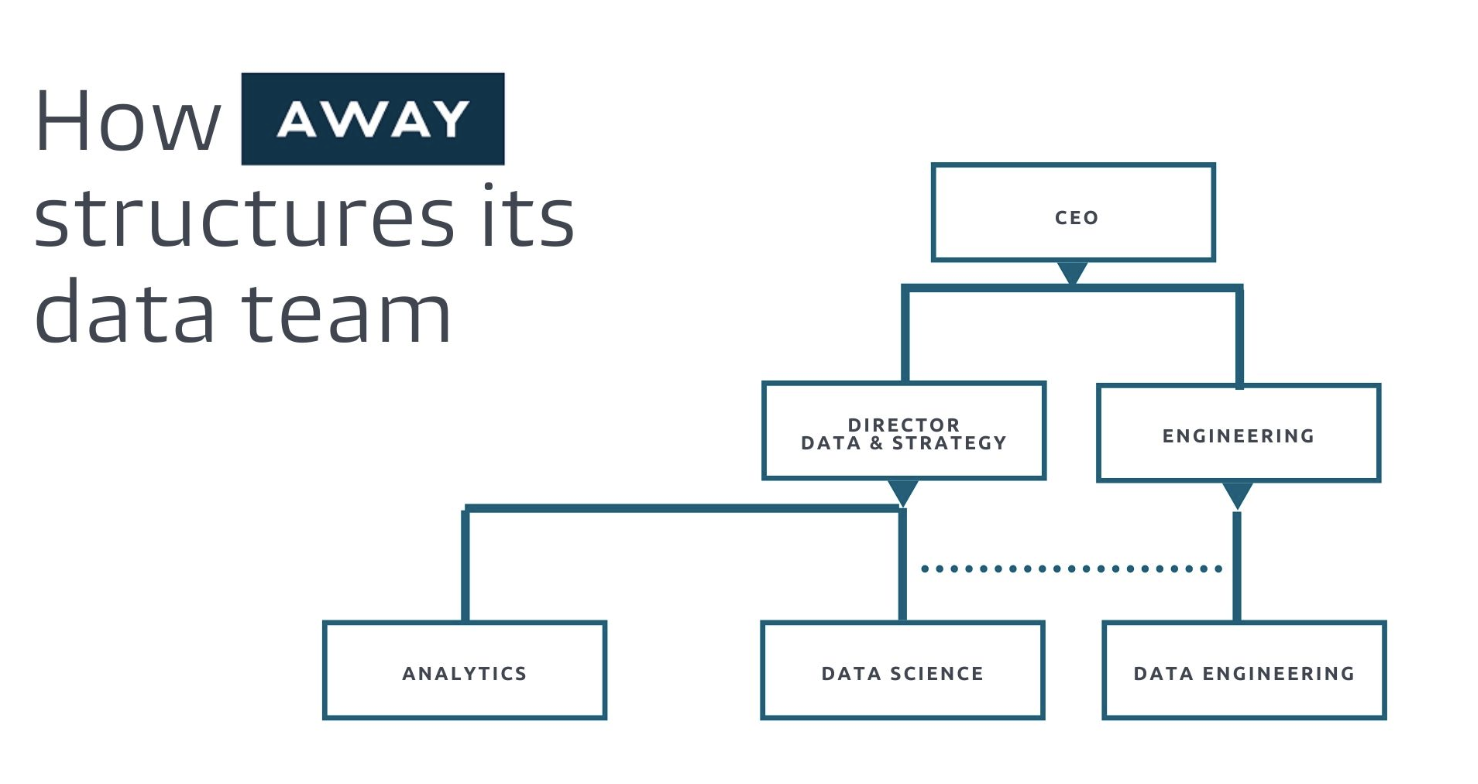 How AWAY
structures its
data team
CEO
DIRECTOR
DATA & STRATEGY
ENGINEERING
ANALYTICS
DATA SCIENCE
DATA ENGINEERING